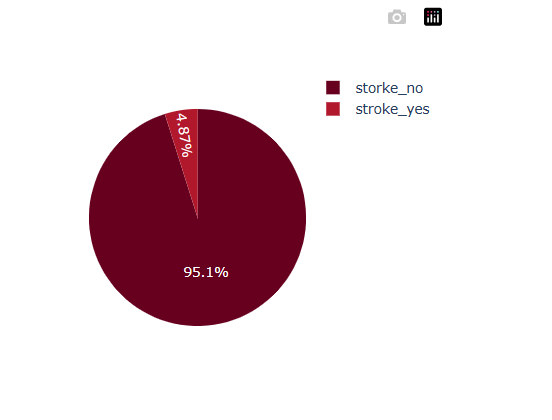 storke_no
stroke_yes
4.87%
95.1%